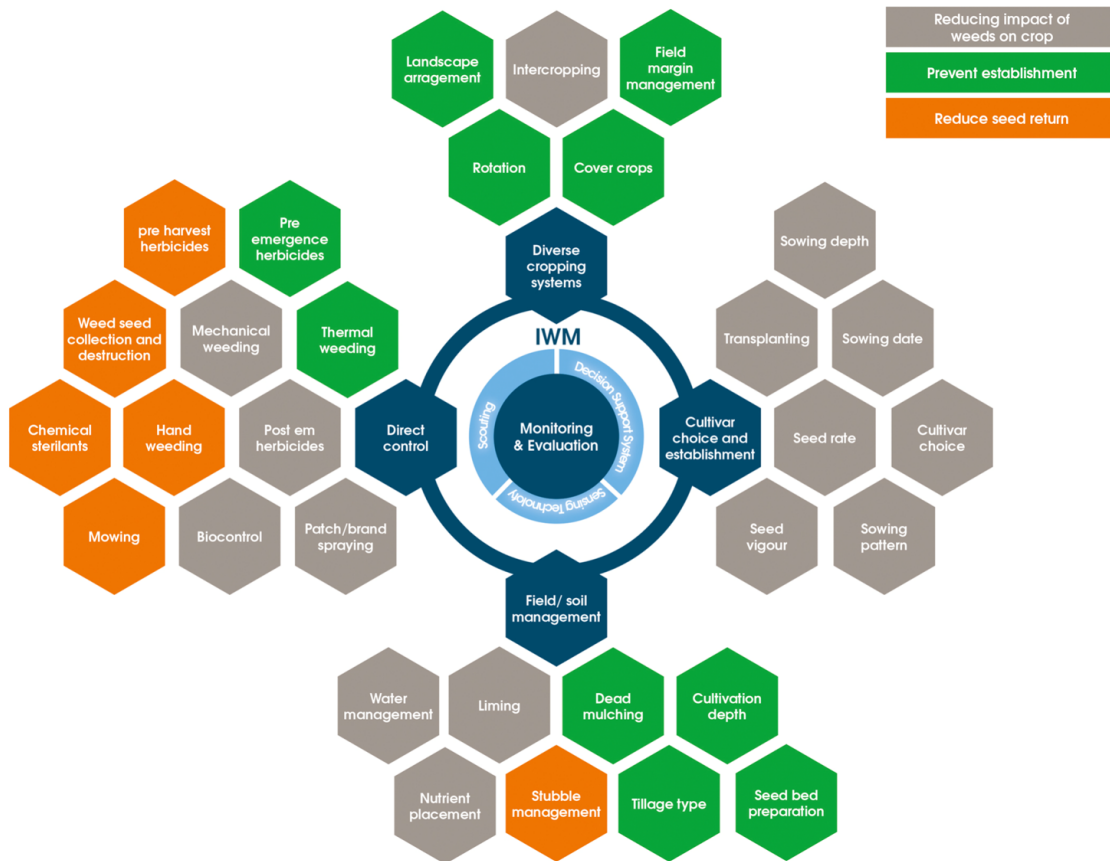 Reducing impact of
weeds on crop
Prevent establishment
Reduce seed return
Landscape
arragement
Intercropping
Field
margin
management
Rotation
Cover crops
Diverse
cropping
systems
pre harvest
herbicides
Pre
emergence
herbicides
Weed seed
collection and
destruction
Mechanical
weeding
Thermal
weeding
Chemical
sterilants
Hand
weeding
Post em
herbicides
Direct
control
Mowing
Biocontrol
Patch/brand
spraying
IWM
Scouting
Decision Support System
Sensing Technolofy
Monitoring
& Evaluation
Cultivar
choice and
establishment
Sowing depth
Transplanting
Sowing date
Seed rate
Cultivar
choice
Seed
vigour
Sowing
pattern
Field/ soil
management
Water
management
Liming
Dead
mulching
Cultivation
depth
Nutrient
placement
Stubble
management
Tillage type
Seed bed
preparation